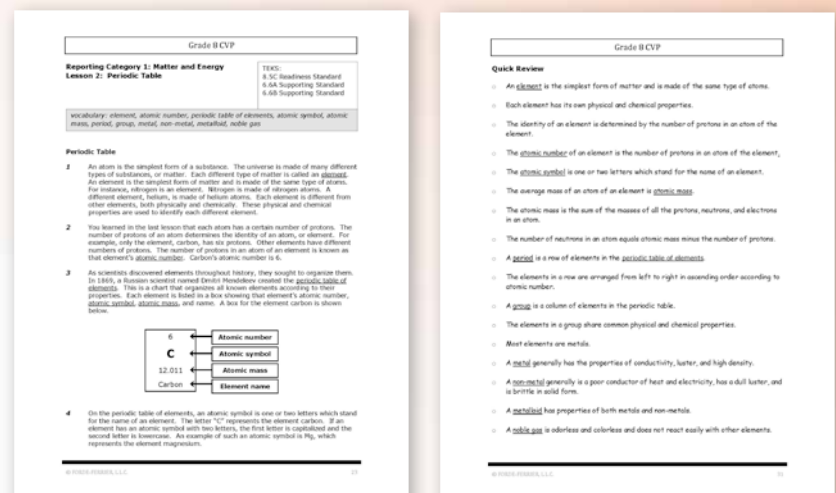 Grade 8 CVP
Reporting Category 1: Matter and Energy
Lesson 2: Periodic Table
TEKS:
8.5C Readiness Standard
6.6A Supporting Standard
6.6B Supporting Standard
vocabulary: element, atomic number, periodic table of elements, atomic symbol, atomic
mass, period, group, metal, non-metal, metalloid, noble gas
Periodic Table
1 An atom is the simplest form of a substance. The universe is made of many different
types of substances, or matter. Each different type of matter is called an element.
An element is the simplest form of matter and is made of the same type of atoms.
For instance, nitrogen is an element. Nitrogen is made of nitrogen atoms. A
different element, helium, is made of helium atoms. Each element is different from
other elements, both physically and chemically. These physical and chemical
properties are used to identify each different element.
2 You learned in the last lesson that each atom has a certain number of protons. The
number of protons of an atom determines the identity of an atom, or element. For
example, only the element, carbon, has six protons. Other elements have different
numbers of protons. The number of protons in an atom of an element is known as
that element's atomic number. Carbon's atomic number is 6.
3 As scientists discovered elements throughout history, they sought to organize them.
In 1869, a Russian scientist named Dmitri Mendeleev created the periodic table of
elements. This is a chart that organizes all known elements according to their
properties. Each element is listed in a box showing that element's atomic number,
atomic symbol, atomic mass, and name. A box for the element carbon is shown
below.
6 Atomic number
C Atomic symbol
12.011 Atomic mass
Carbon Element name
4 On the periodic table of elements, an atomic symbol is one or two letters which stand
for the name of an element. The letter "C" represents the element carbon. If an
element has an atomic symbol with two letters, the first letter is capitalized and the
second letter is lowercase. An example of such an atomic symbol is Mg, which
represents the element magnesium.
Grade 8 CVP
Quick Review
An element is the simplest form of matter and is made of the same type of atoms.
Each element has its own physical and chemical properties.
The identity of an element is determined by the number of protons in an atom of the
element.
The atomic number of an element is the number of protons in an atom of the element.
The atomic symbol is one or two letters which stand for the name of an element.
The average mass of an atom of an element is atomic mass.
The atomic mass is the sum of the masses of all the protons, neutrons, and electrons
in an atom.
The number of neutrons in an atom equals atomic mass minus the number of protons.
A period is a row of elements in the periodic table of elements.
The elements in a row are arranged from left to right in ascending order according to
atomic number.
A group is a column of elements in the periodic table.
The elements in a group share common physical and chemical properties.
Most elements are metals.
A metal generally has the properties of conductivity, luster, and high density.
A non-metal generally is a poor conductor of heat and electricity, has a dull luster, and
is brittle in solid form.
A metalloid has properties of both metals and non-metals.
A noble gas is odorless and colorless and does not react easily with other elements.